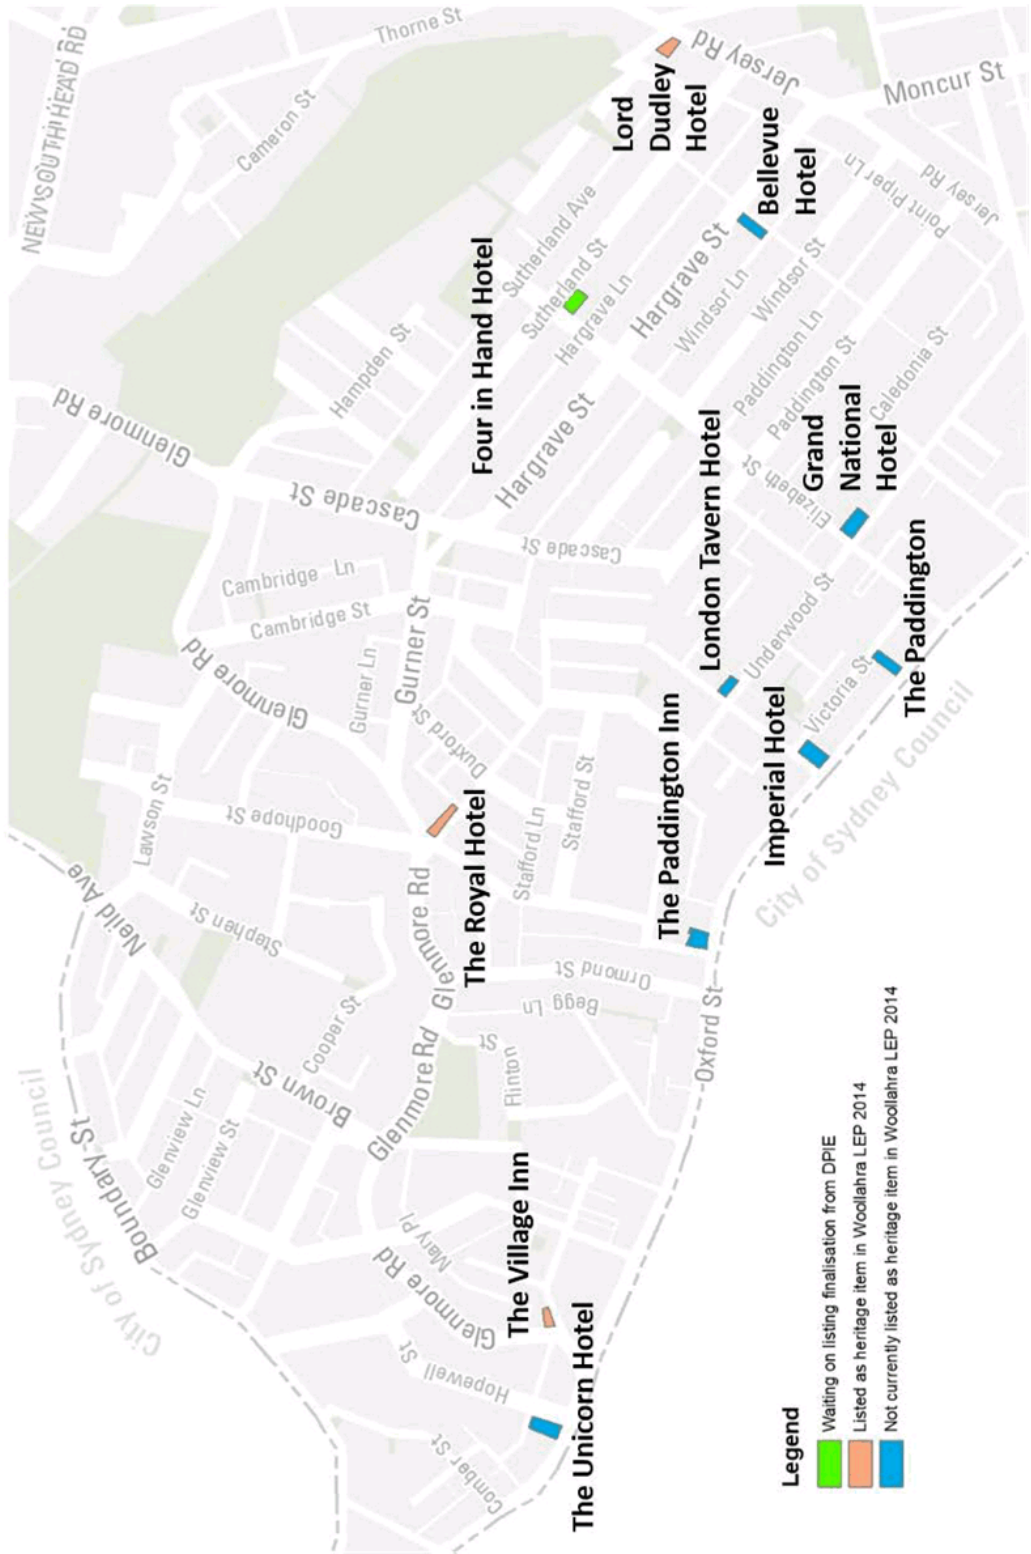 City of Sydney Council
Boundary-St
Neild Ave
Glenmore Rd
NEW SOUTH HEAD RD
Thorne St
Cameron St
Glenview Ln
Glenview St
Brown St
Stephen St
Lawson St
Goodhope St
Cooper St
Glenmore Rd
Cambridge Ln
Cambridge St
Cascade St
Hampden St
Gurner Ln
Gurner St
Glenmore Rd
Glenmore Rd
Glenmore Rd
Mary Pl
Hopewell St
Comber St
Flinton
St
Begg Ln
Ormond St
Stafford Ln
Stafford St
Duxford St
Cascade St
Hargrave St
Hargrave St
Sutherland Ave
Sutherland St
Hargrave Ln
Windsor Ln
Windsor St
Paddington Ln
Paddington St
Elizabeth St
Caledonia St
Underwood St
Victoria St
Point Piper Ln
Jersey Rd
Jersey Rd
Moncur St
Oxford St
City of Sydney Council
The Unicorn Hotel
The Village Inn
The Royal Hotel
The Paddington Inn
Imperial Hotel
London Tavern Hotel
The Paddington
Grand
National
Hotel
Four in Hand Hotel
Bellevue
Hotel
Lord
Dudley
Hotel
Legend
Waiting on listing finalisation from DPIE
Listed as heritage item in Woollahra LEP 2014
Not currently listed as heritage item in Woollahra LEP 2014